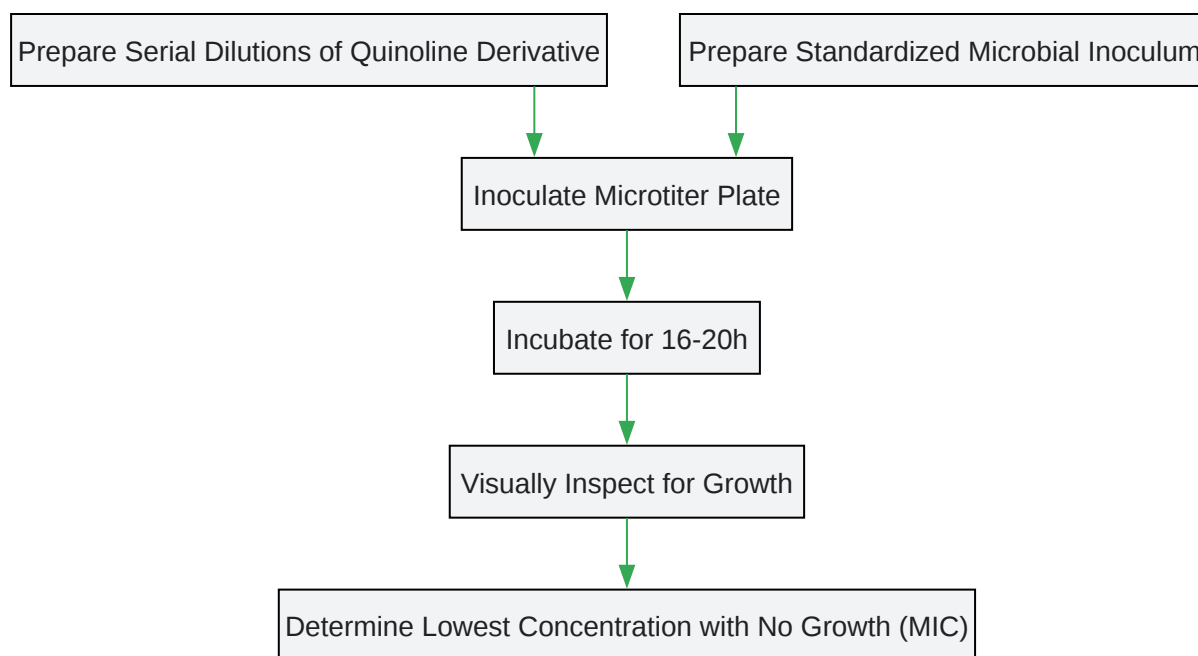 Prepare Serial Dilutions of Quinoline Derivative
Prepare Standardized Microbial Inoculum
Inoculate Microtiter Plate
Incubate for 16-20h
Visually Inspect for Growth
Determine Lowest Concentration with No Growth (MIC)